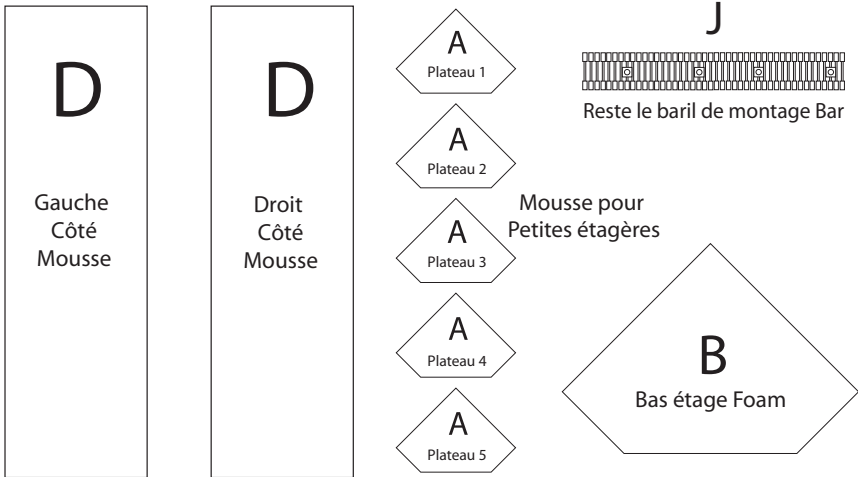 D
Gauche
Côté
Mousse
D
Droit
Côté
Mousse
A
Plateau 1
A
Plateau 2
A
Plateau 3
A
Plateau 4
A
Plateau 5
Mousse pour
Petites étagères
J
Reste le baril de montage Bar
B
Bas étage Foam